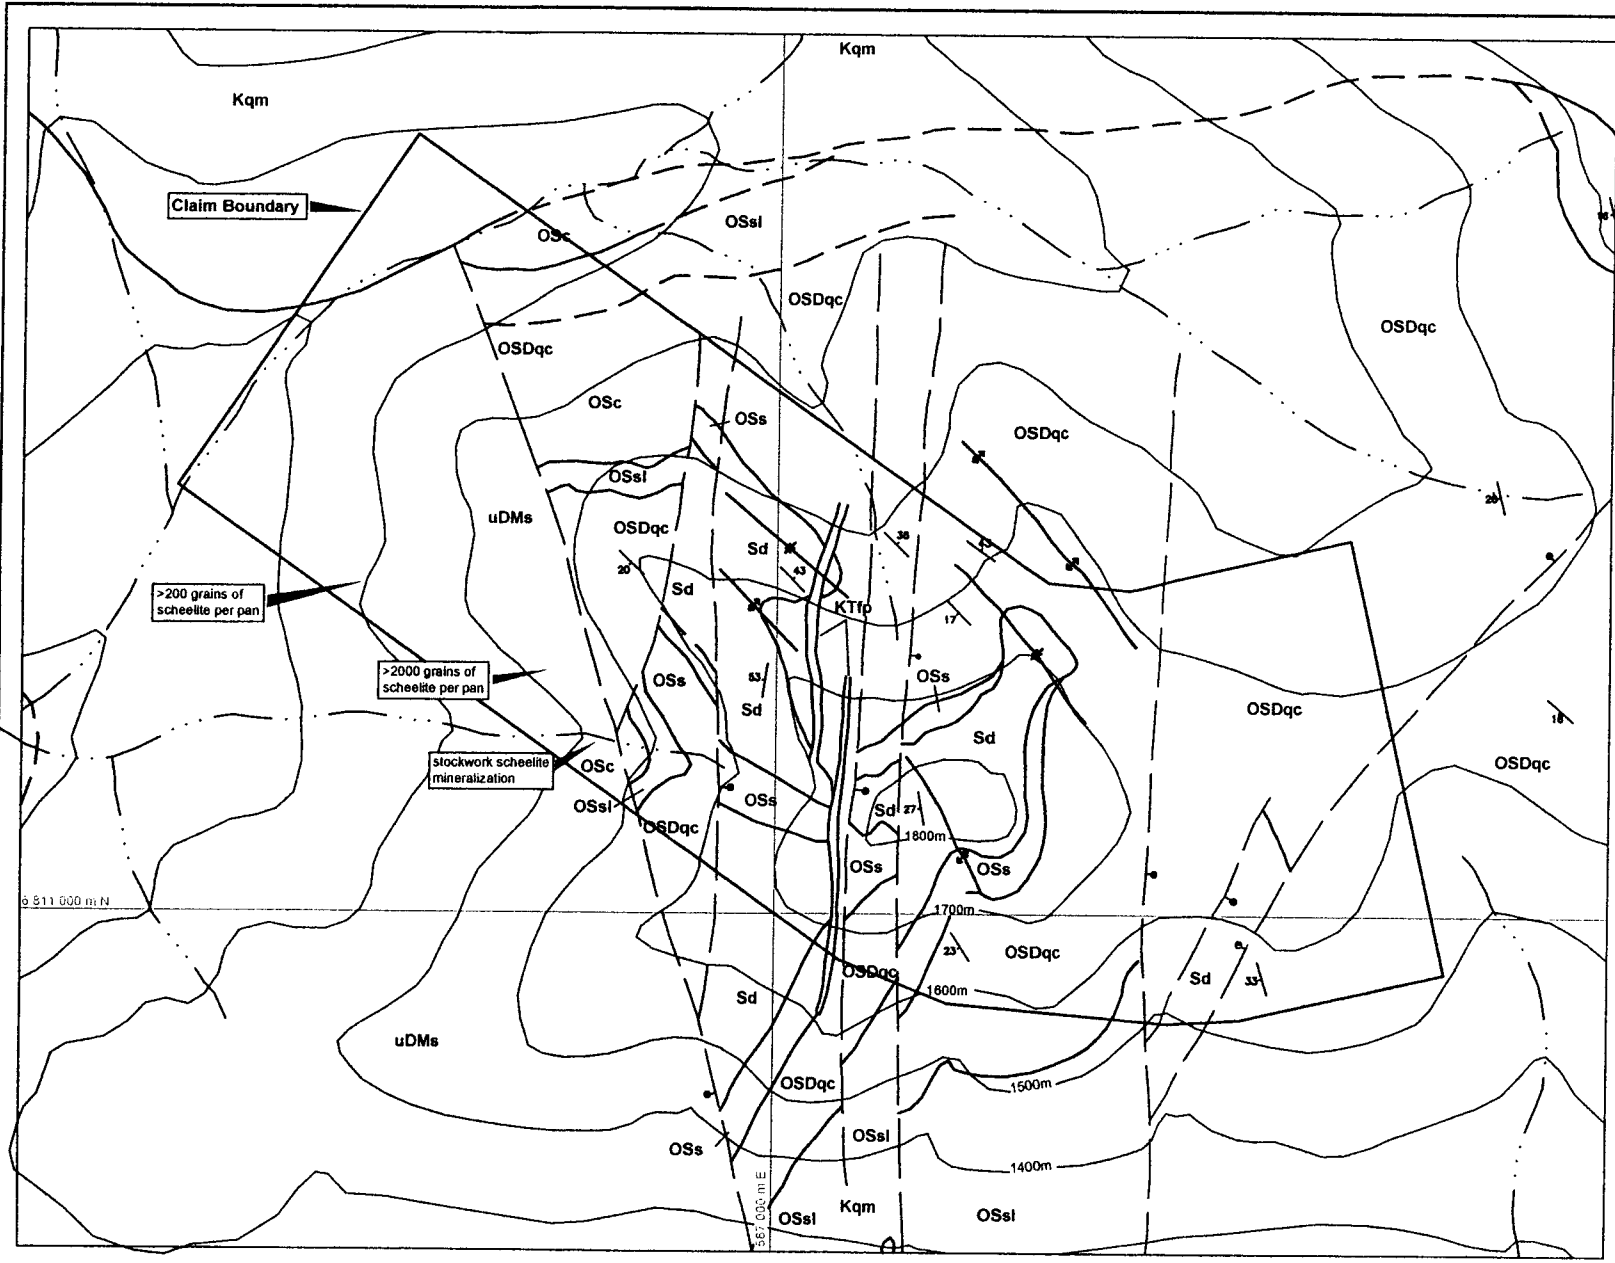 Kqm
Kqm
Claim Boundary
OSc
OSsl
16
OSDqc
OSDqc
OSDqc
OSc
OSs
OSDqc
OSsl
uDMs
OSDqc
26
Sd
36
43
20
43
Sd
>200 grains of
scheelite per pan
KTfp
17
>2000 grains of
scheelite per pan
OSs
53
OSs
Sd
OSDqc
18
Sd
stockwork scheelite
mineralization
OSc
OSDqc
OSsl
OSs
Sd
27
OSDqc
1800m
OSs
OSs
6 811 000 m N
1700m
23
OSDqc
OSDqc
Sd
33
1600m
Sd
uDMs
OSDqc
1500m
OSsl
OSs
1400m
567 000 m E
Kqm
OSsl
OSsl